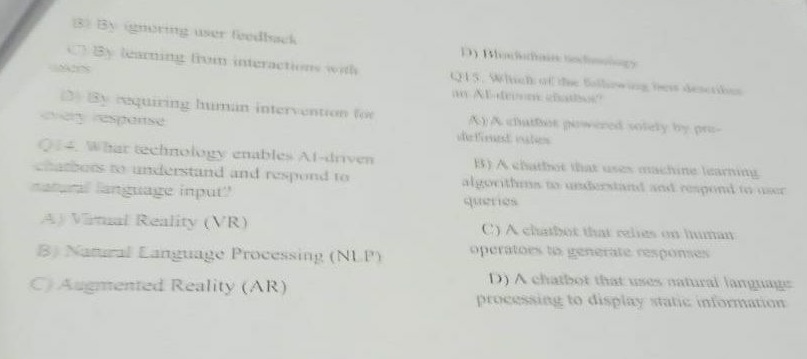 B) By ignoring user feedback
C) By learning from interactions with
users
D) By requiring human intervention for
every response
Q14. What technology enables AI-driven
chatbots to understand and respond to
natural language input?
A) Virtual Reality (VR)
B) Natural Language Processing (NLP)
C) Augmented Reality (AR)
D) Blockchain technology
Q15. Which of the following best describes
an AI-driven chatbot?
A) A chatbot powered solely by pre-
defined rules
B) A chatbot that uses machine learning
algorithms to understand and respond to user
queries
C) A chatbot that relies on human
operators to generate responses
D) A chatbot that uses natural language
processing to display static information